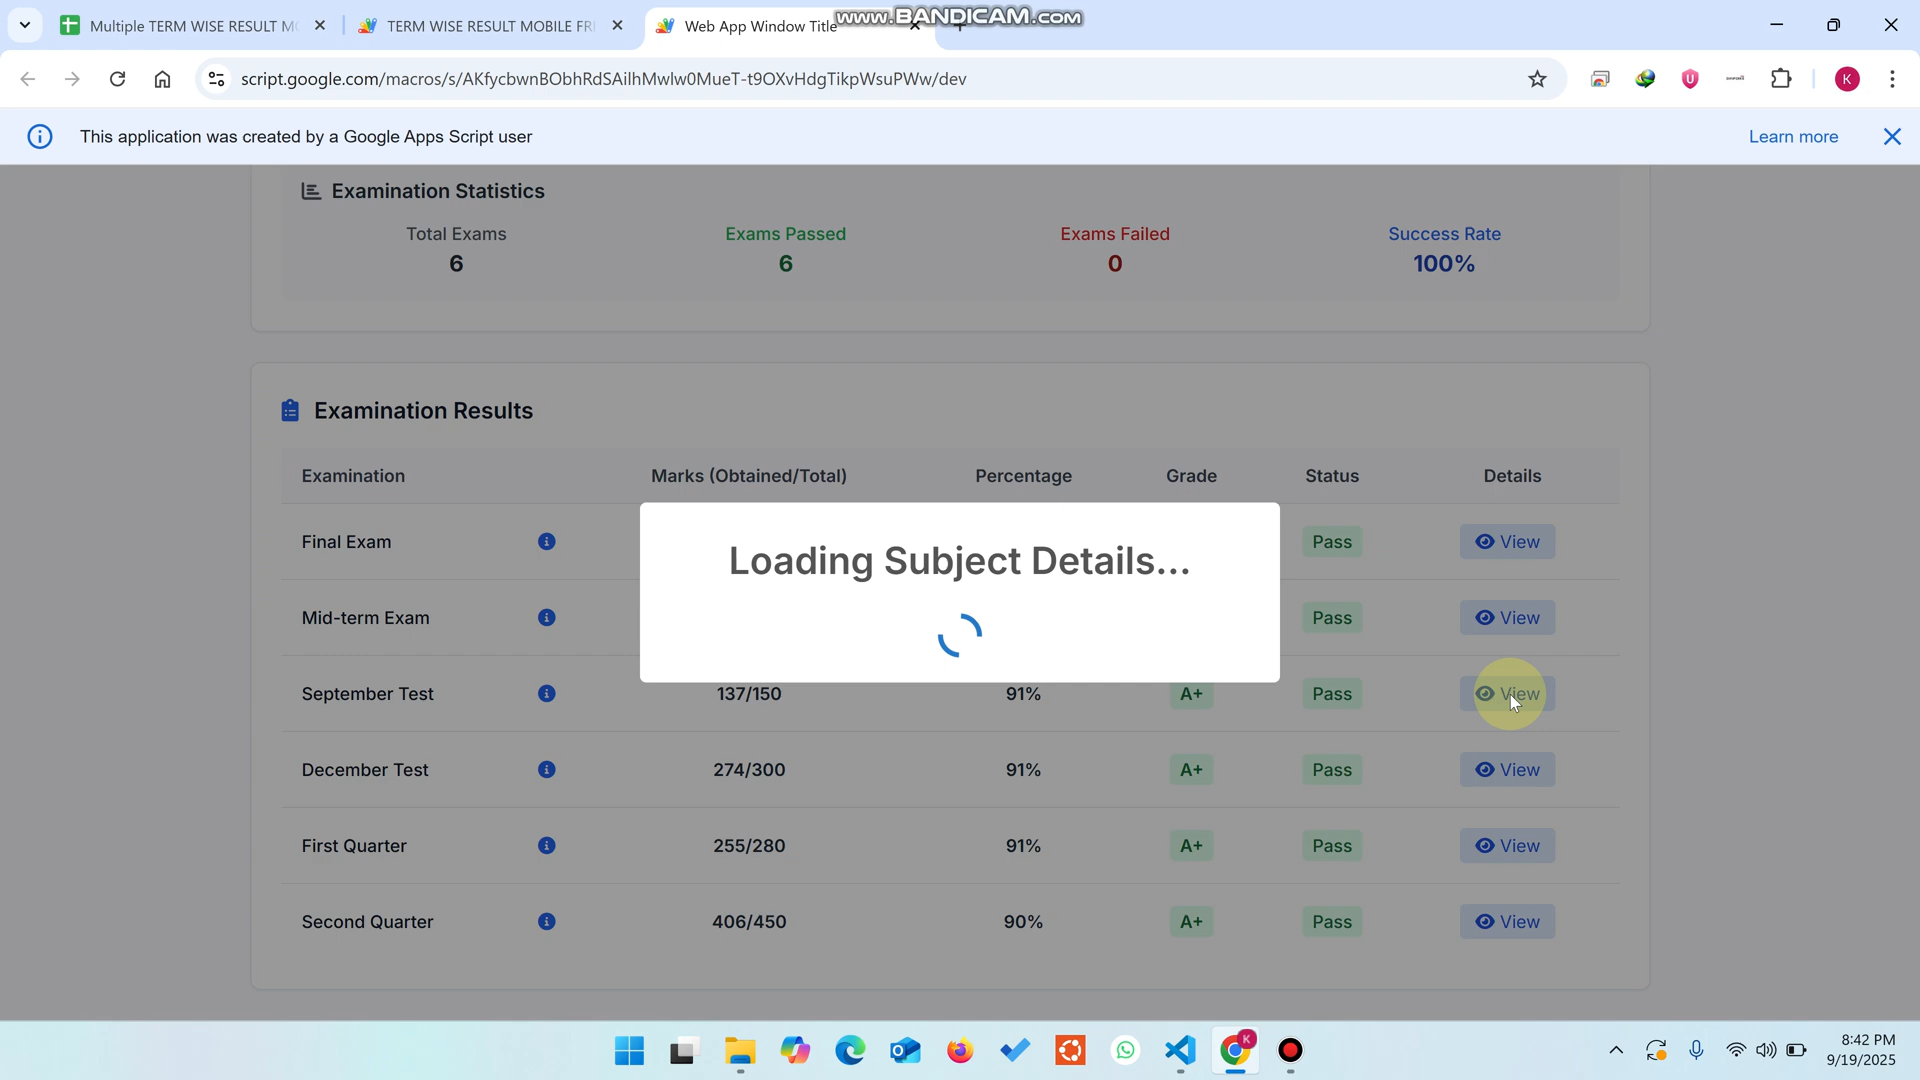 Multiple TERM WISE RESULT MO
TERM WISE RESULT MOBILE FRI
Web App Window Title
www.BANDICAM.com
script.google.com/macros/s/AKfycbwnBObhRdSAilhMwlw0MueT-t9OXvHdgTikpWsuPWw/dev
K
This application was created by a Google Apps Script user
Learn more
Examination Statistics
Total Exams
6
Exams Passed
6
Exams Failed
0
Success Rate
100%
Examination Results
Examination Marks (Obtained/Total) Percentage Grade Status Details
Final Exam Pass View
Loading Subject Details...
Mid-term Exam Pass View
September Test 137/150 91% A+ Pass View
December Test 274/300 91% A+ Pass View
First Quarter 255/280 91% A+ Pass View
Second Quarter 406/450 90% A+ Pass View
K
8:42 PM
9/19/2025